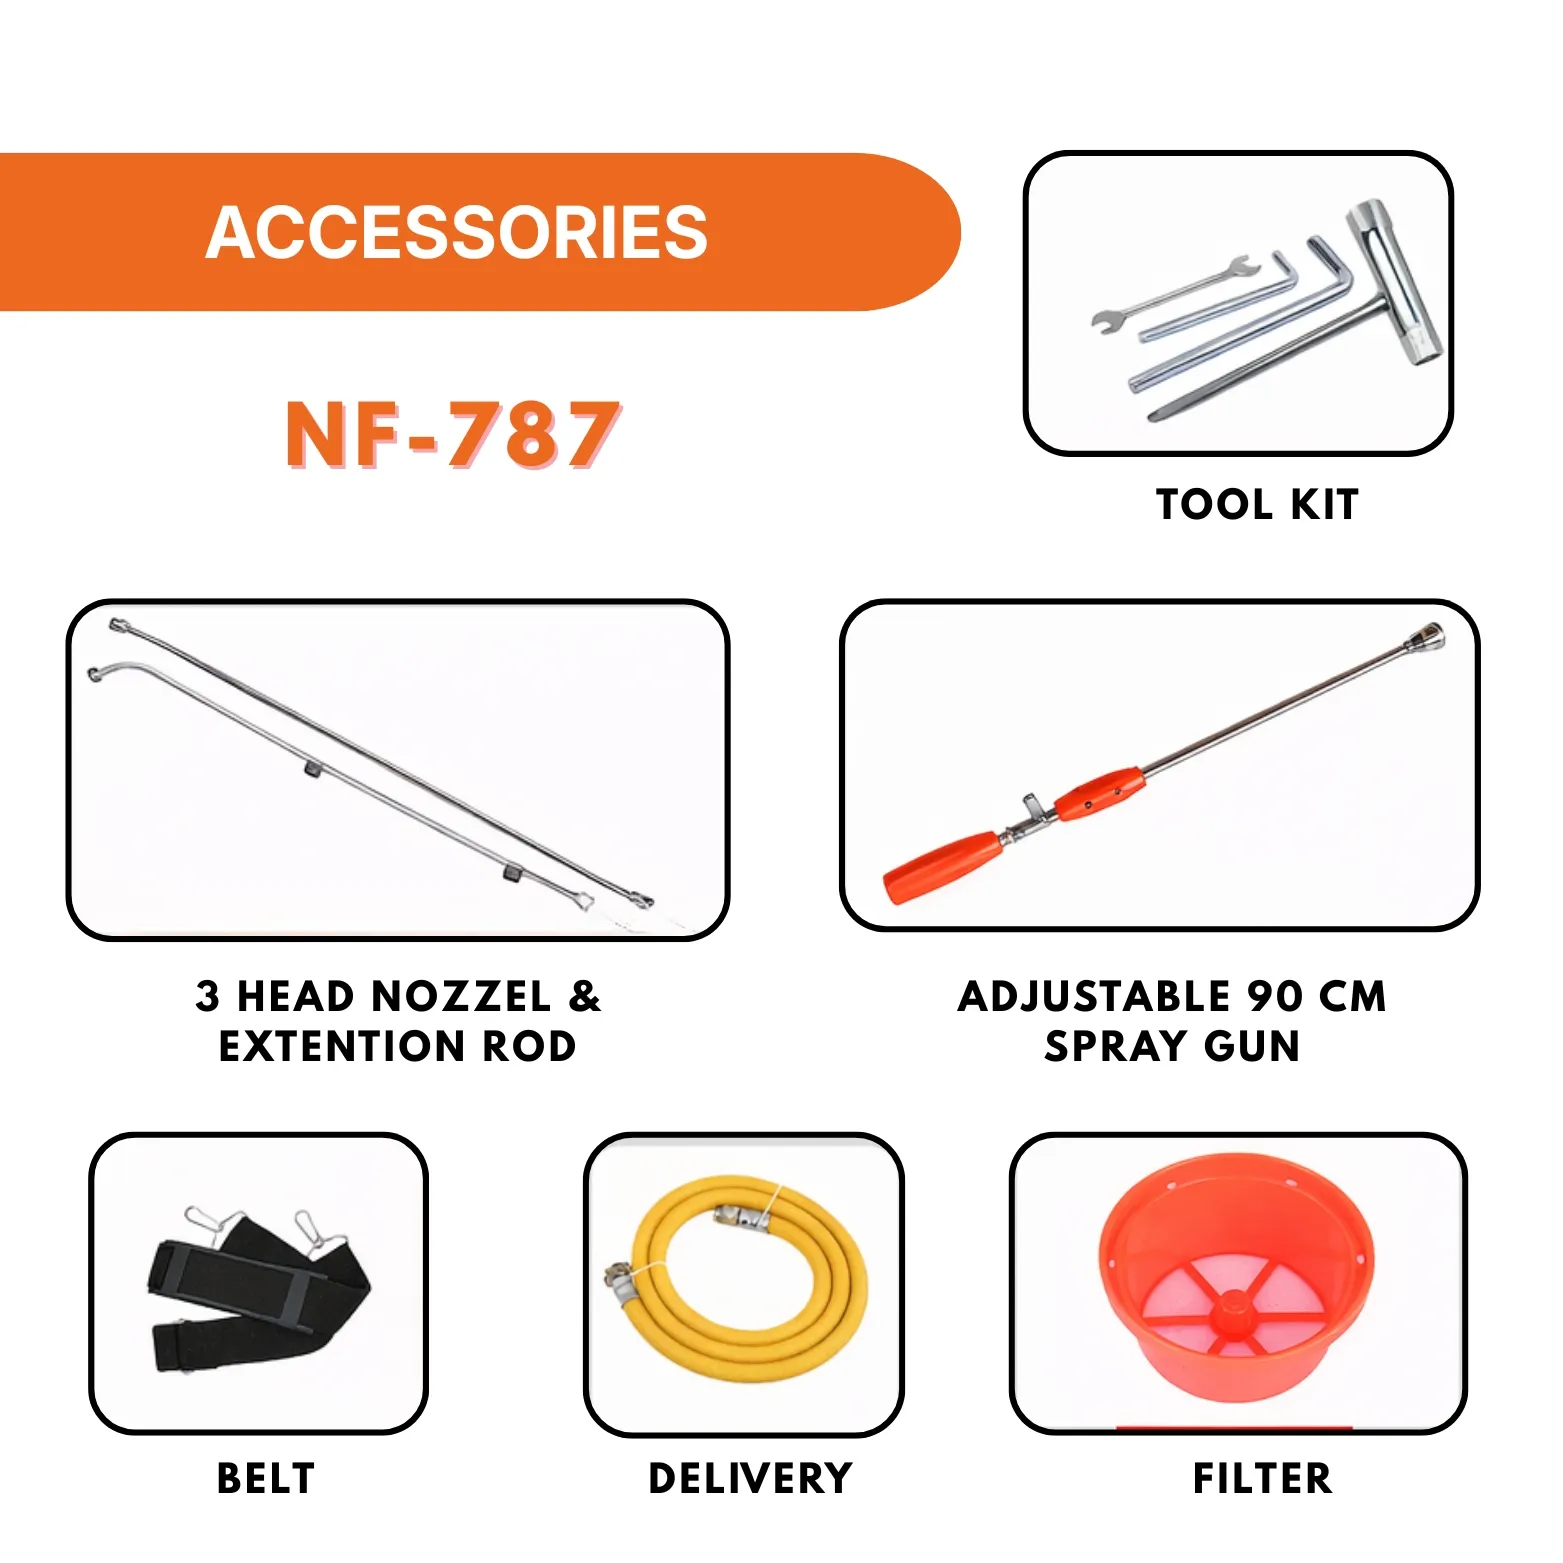 ACCESSORIES
NF-787
TOOL KIT
3 HEAD NOZZEL &
EXTENTION ROD
ADJUSTABLE 90 CM
SPRAY GUN
BELT
DELIVERY
FILTER